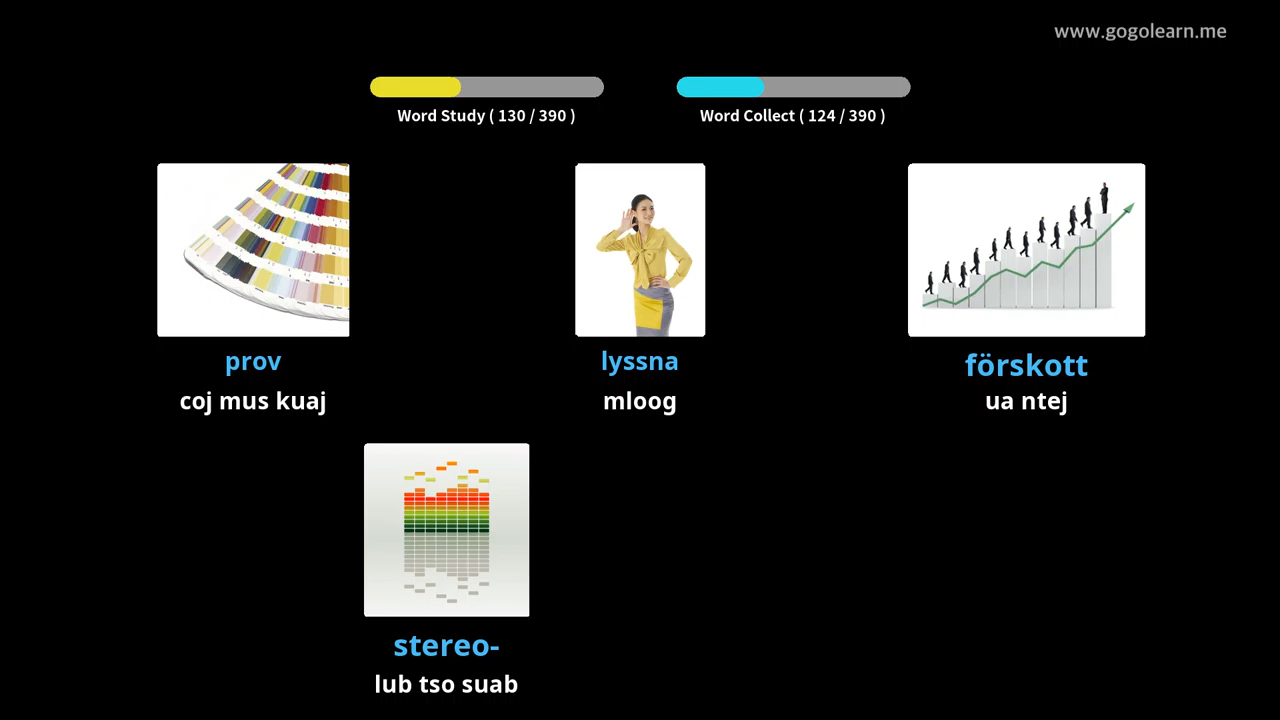 www.gogolearn.me
Word Study ( 130 / 390 )
Word Collect ( 124 / 390 )
prov
coj mus kuaj
lyssna
mloog
förskott
ua ntej
stereo-
lub tso suab